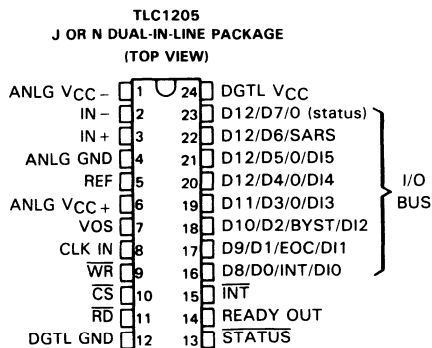 TLC1205
J OR N DUAL-IN-LINE PACKAGE
(TOP VIEW)
ANLG VCC − 1 24 DGTL VCC
IN − 2 23 D12/D7/0 (status)
IN + 3 22 D12/D6/SARS
ANLG GND 4 21 D12/D5/0/DI5
REF 5 20 D12/D4/0/DI4
ANLG VCC + 6 19 D11/D3/0/DI3
VOS 7 18 D10/D2/BYST/DI2
CLK IN 8 17 D9/D1/EOC/DI1
WR 9 16 D8/D0/INT/DI0
CS 10 15 INT
RD 11 14 READY OUT
DGTL GND 12 13 STATUS
I/O
BUS